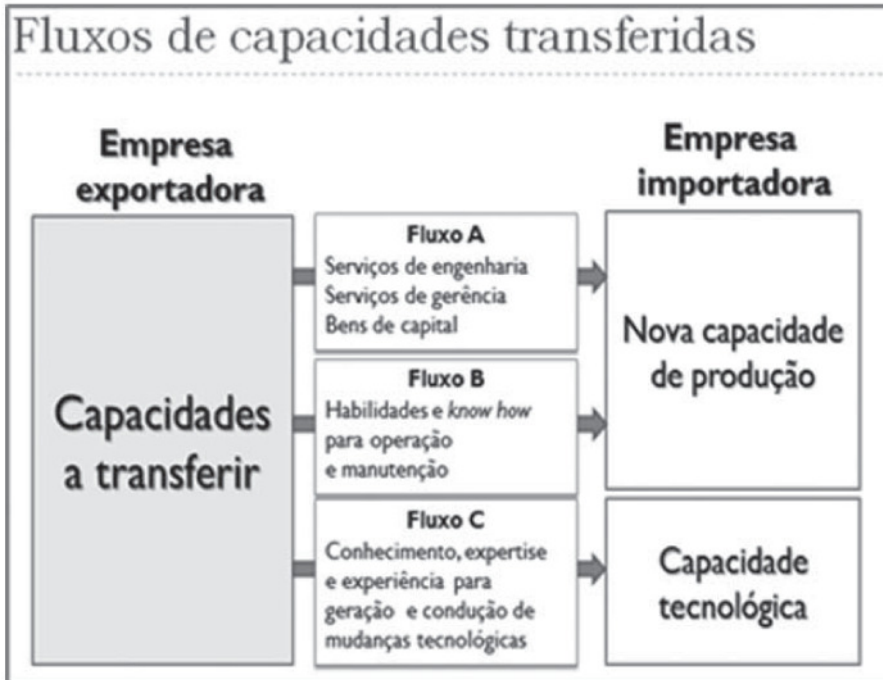 Fluxos de capacidades transferidas
Empresa
exportadora
Empresa
importadora
Capacidades
a transferir
Fluxo A
Serviços de engenharia
Serviços de gerência
Bens de capital
Fluxo B
Habilidades e know how
para operação
e manutenção
Fluxo C
Conhecimento, expertise
e experiência para
geração e condução de
mudanças tecnológicas
Nova capacidade
de produção
Capacidade
tecnológica